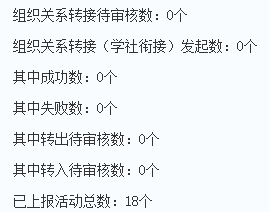 组织关系转接待审核数：0个
组织关系转接（学社衔接）发起数：0个
其中成功数：0个
其中失败数：0个
其中转出待审核数：0个
其中转入待审核数：0个
已上报活动总数：18个